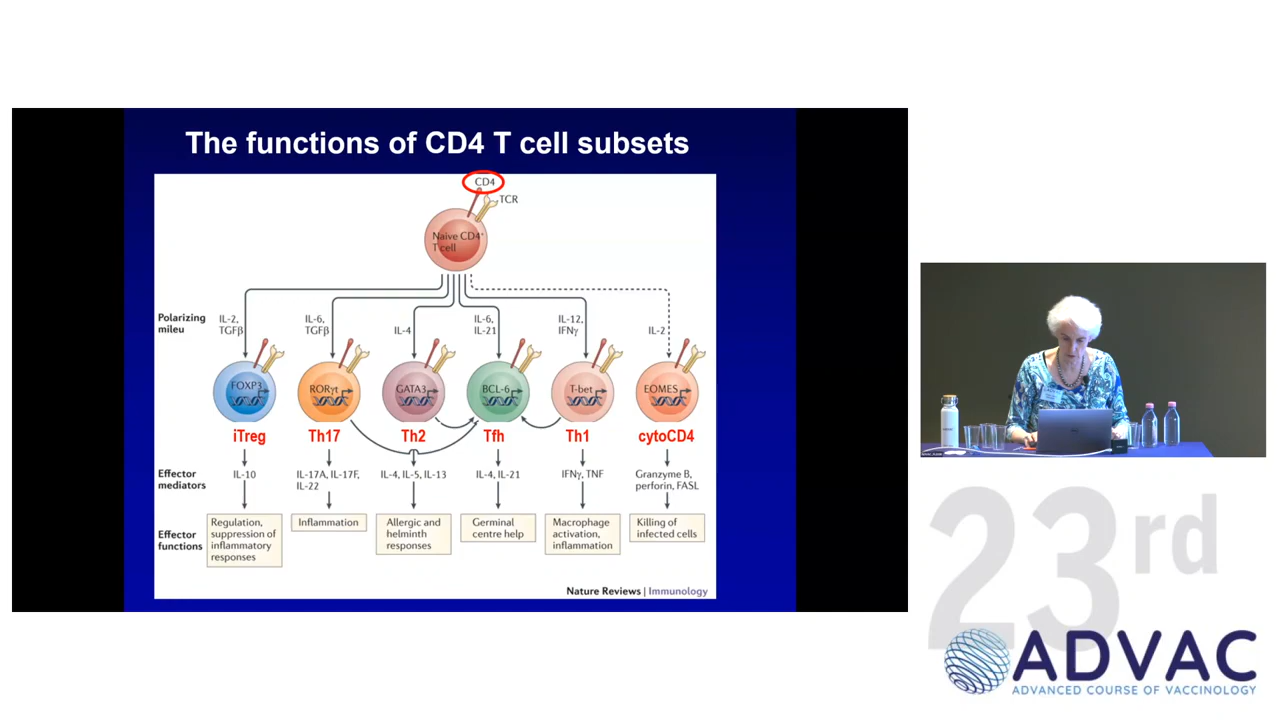 The functions of CD4 T cell subsets
CD4
TCR
Naive CD4⁺
T cell
Polarizing
mileu
IL-2,
TGFβ
IL-6,
TGFβ
IL-4
IL-6,
IL-21
IL-12,
IFNγ
IL-2
FOXP3
RORγt
GATA3
BCL-6
T-bet
EOMES
iTreg
Th17
Th2
Tfh
Th1
cytoCD4
Effector
mediators
IL-10
IL-17A, IL-17F,
IL-22
IL-4, IL-5, IL-13
IL-4, IL-21
IFNγ, TNF
Granzyme B,
perforin, FASL
Effector
functions
Regulation,
suppression of
inflammatory
responses
Inflammation
Allergic and
helminth
responses
Germinal
centre help
Macrophage
activation,
inflammation
Killing of
infected cells
Nature Reviews | Immunology
23rd
ADVAC
ADVANCED COURSE OF VACCINOLOGY